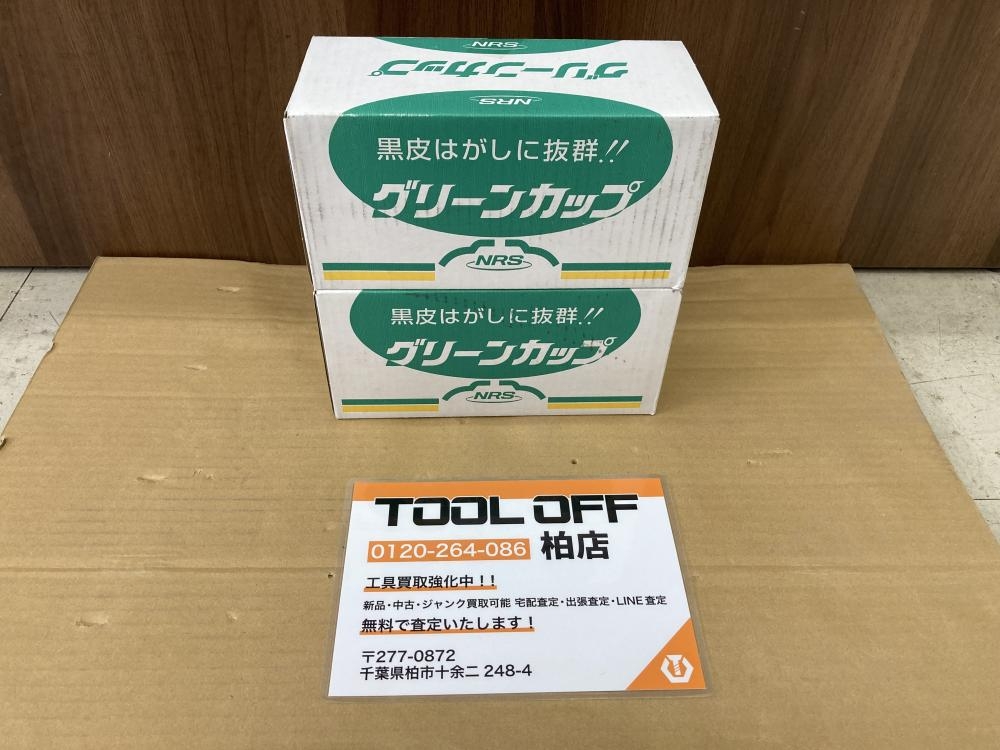 NRS
グリーンカップ
NRS
黒皮はがしに抜群!!
グリーンカップ
NRS
黒皮はがしに抜群!!
グリーンカップ
NRS
TOOL OFF
0120-264-086 柏店
工具買取強化中!!
新品・中古・ジャンク買取可能 宅配査定・出張査定・LINE査定
無料で査定いたします!
〒277-0872
千葉県柏市十余二 248-4